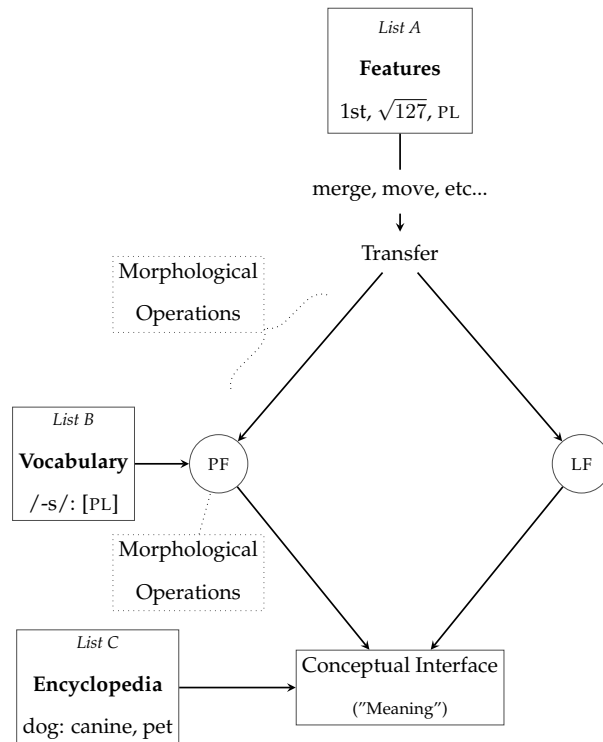 List A
Features
1st, √127, PL
merge, move, etc...
Transfer
Morphological
Operations
List B
Vocabulary
/-s/: [PL]
PF
LF
Morphological
Operations
List C
Encyclopedia
dog: canine, pet
Conceptual Interface
(”Meaning”)